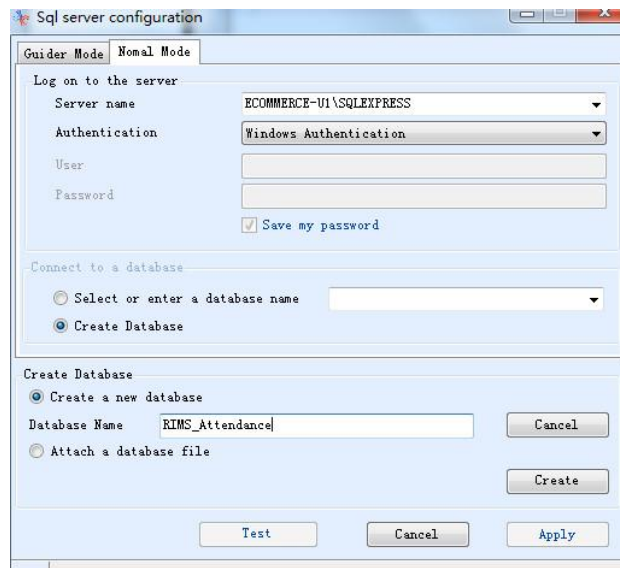 Sql server configuration
Guider Mode Nomal Mode
Log on to the server
Server name ECOMMERCE-U1\SQLEXPRESS
Authentication Windows Authentication
User
Password
Save my password
Connect to a database
Select or enter a database name
Create Database
Create Database
Create a new database
Database Name RIMS_Attendance Cancel
Attach a database file
Create
Test Cancel Apply